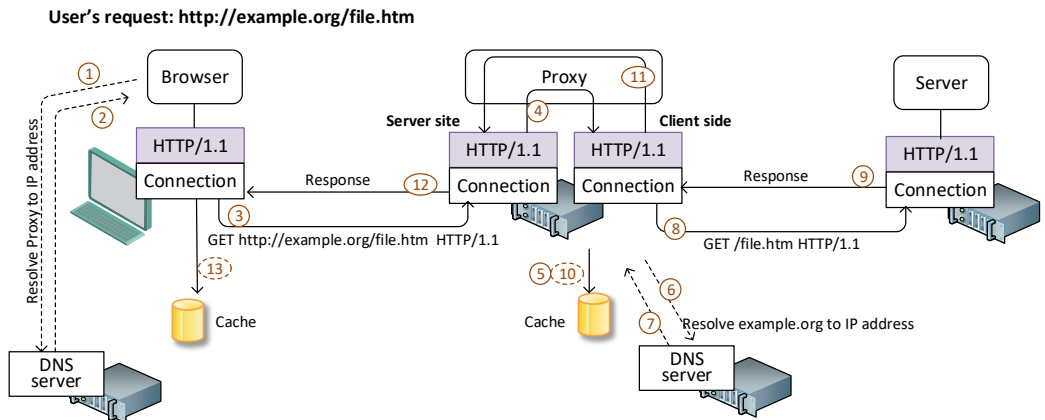 User's request: http://example.org/file.htm
1
Browser
Proxy
11
Server
2
4
Server site
Client side
HTTP/1.1
HTTP/1.1
HTTP/1.1
HTTP/1.1
Connection
Response
12
Connection
Connection
Response
9
Connection
3
8
GET http://example.org/file.htm HTTP/1.1
GET /file.htm HTTP/1.1
Resolve Proxy to IP address
13
5
10
6
Cache
Cache
7
Resolve example.org to IP address
DNS
server
DNS
server